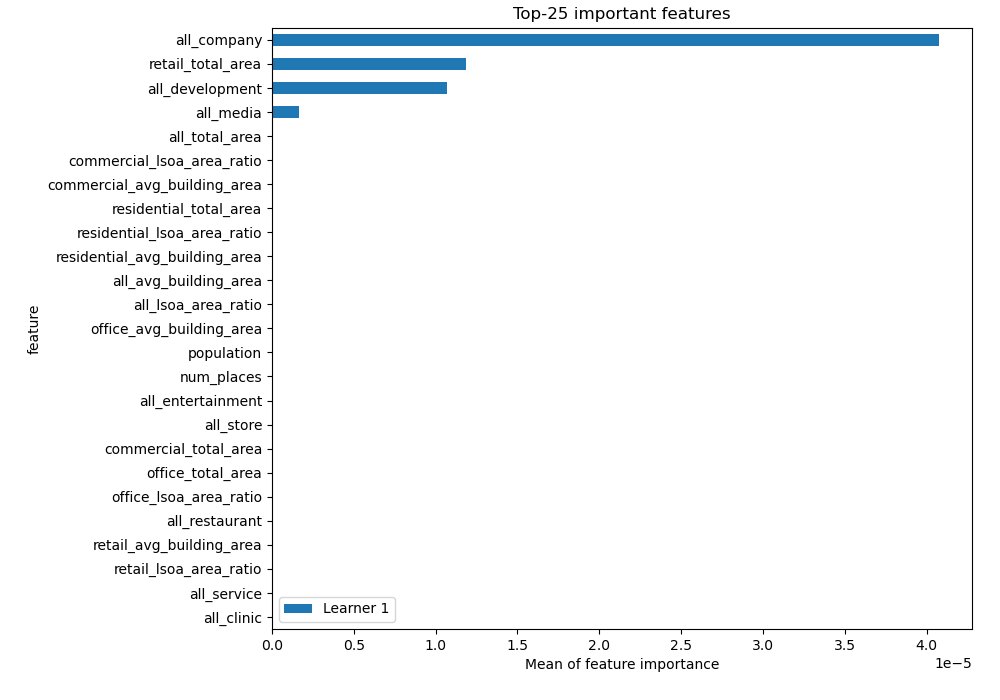 Top-25 important features
all_company
retail_total_area
all_development
all_media
all_total_area
commercial_lsoa_area_ratio
commercial_avg_building_area
residential_total_area
residential_lsoa_area_ratio
residential_avg_building_area
all_avg_building_area
all_lsoa_area_ratio
office_avg_building_area
population
num_places
all_entertainment
all_store
commercial_total_area
office_total_area
office_lsoa_area_ratio
all_restaurant
retail_avg_building_area
retail_lsoa_area_ratio
all_service
all_clinic
feature
Learner 1
0.0 0.5 1.0 1.5 2.0 2.5 3.0 3.5 4.0
1e−5
Mean of feature importance